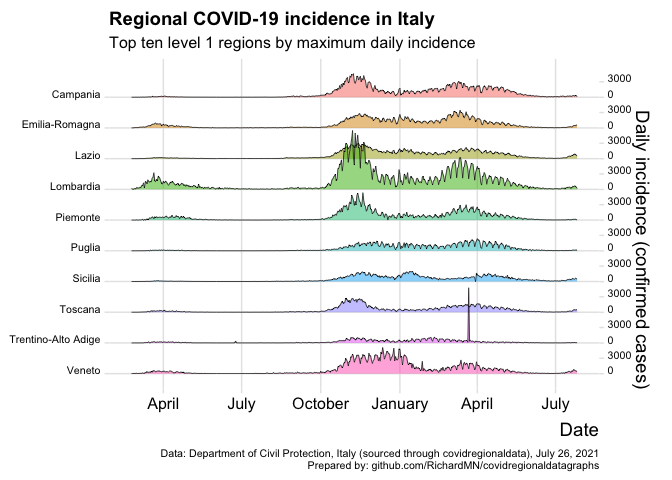 Regional COVID-19 incidence in Italy
Top ten level 1 regions by maximum daily incidence
Campania
Emilia-Romagna
Lazio
Lombardia
Piemonte
Puglia
Sicilia
Toscana
Trentino-Alto Adige
Veneto
3000
0
3000
0
3000
0
3000
0
3000
0
3000
0
3000
0
3000
0
3000
0
3000
0
Daily incidence (confirmed cases)
April July October January April July
Date
Data: Department of Civil Protection, Italy (sourced through covidregionaldata), July 26, 2021
Prepared by: github.com/RichardMN/covidregionaldatagraphs